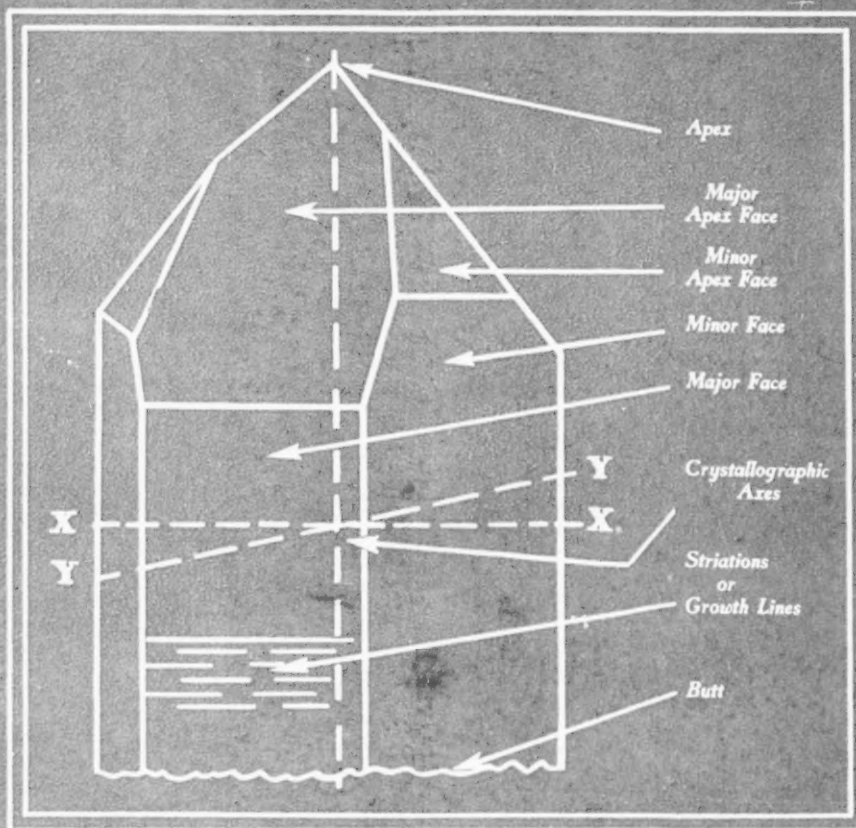 Apex
Major
Apex Face
Minor
Apex Face
Minor Face
Major Face
Y
Crystallographic
Axes
X
X
Y
Striations
or
Growth Lines
Butt